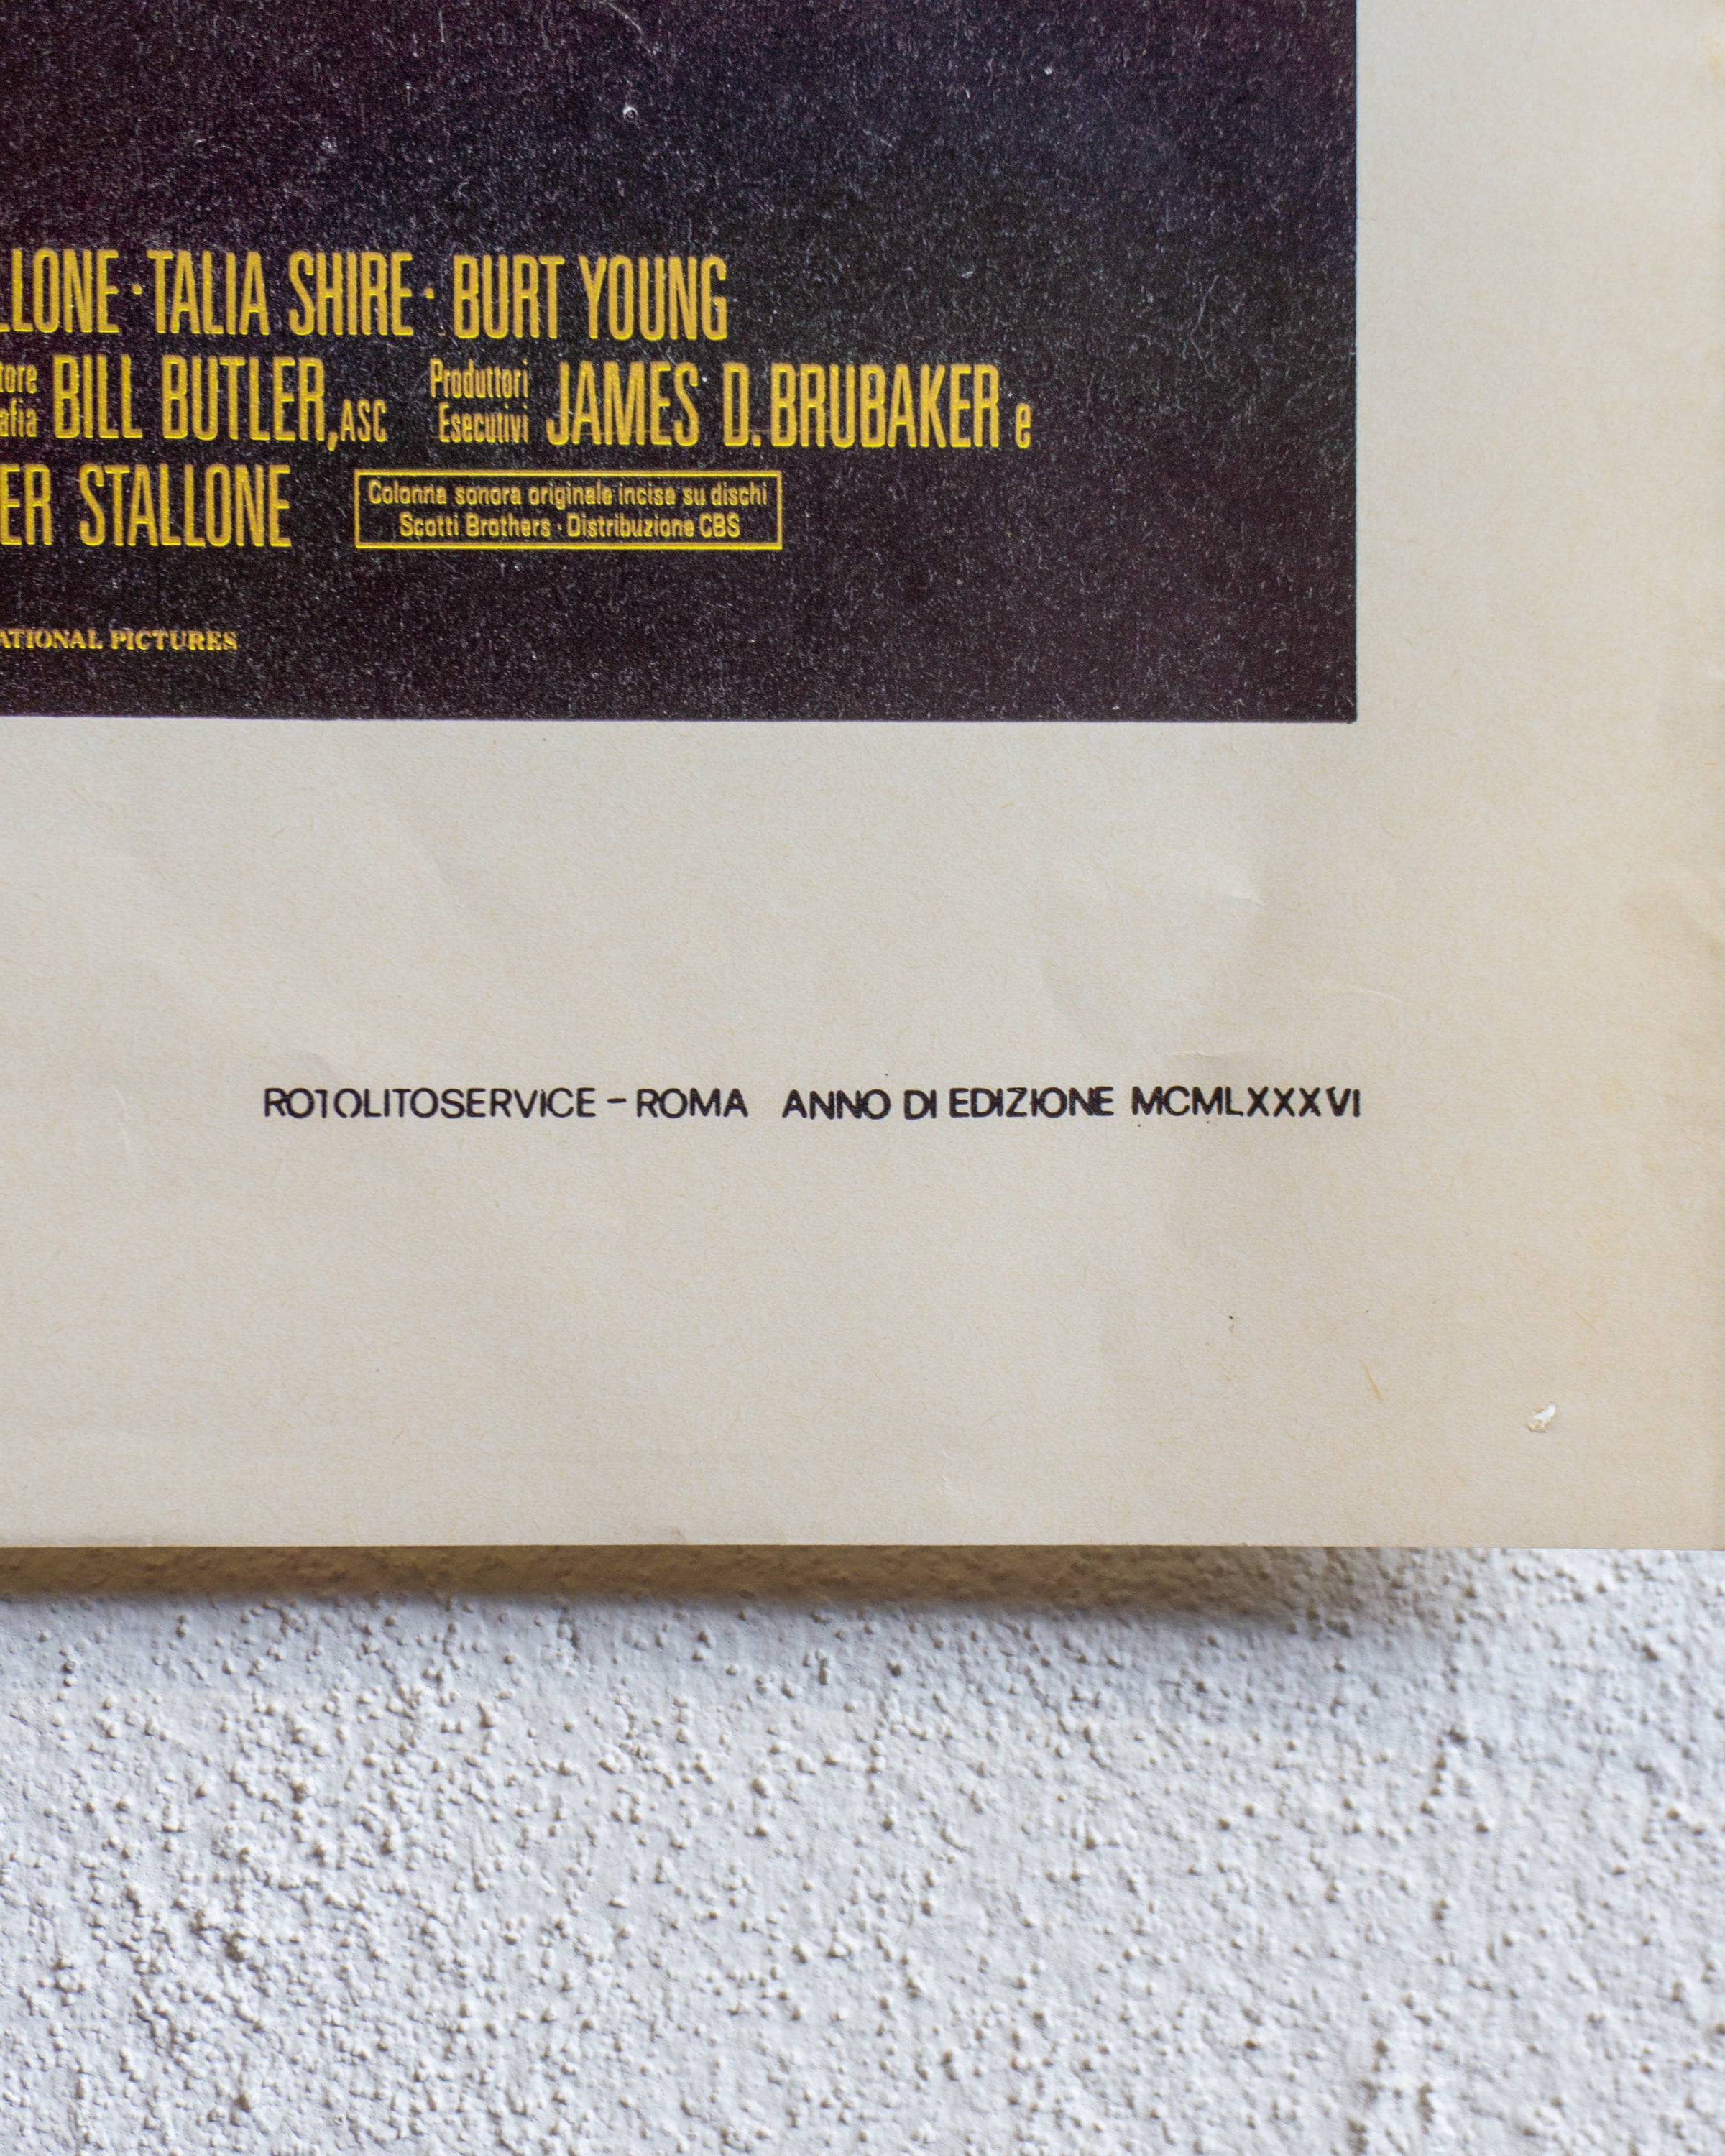 LLONE · TALIA SHIRE · BURT YOUNG
tore
afia BILL BUTLER, ASC Produttori
Esecutivi JAMES D. BRUBAKER e
ER STALLONE
Colonna sonora originale incisa su dischi
Scotti Brothers · Distribuzione CBS
ATIONAL PICTURES
ROTOLITOSERVICE – ROMA ANNO DI EDIZIONE MCMLXXXVI